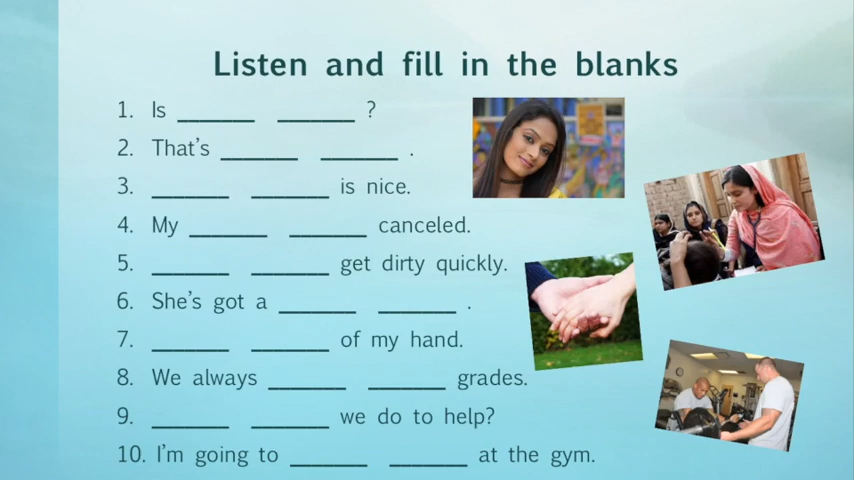 Listen and fill in the blanks
1. Is _______ _______ ?
2. That's _______ _______ .
3. _______ _______ is nice.
4. My _______ _______ canceled.
5. _______ _______ get dirty quickly.
6. She's got a _______ _______ .
7. _______ _______ of my hand.
8. We always _______ _______ grades.
9. _______ _______ we do to help?
10. I'm going to _______ _______ at the gym.